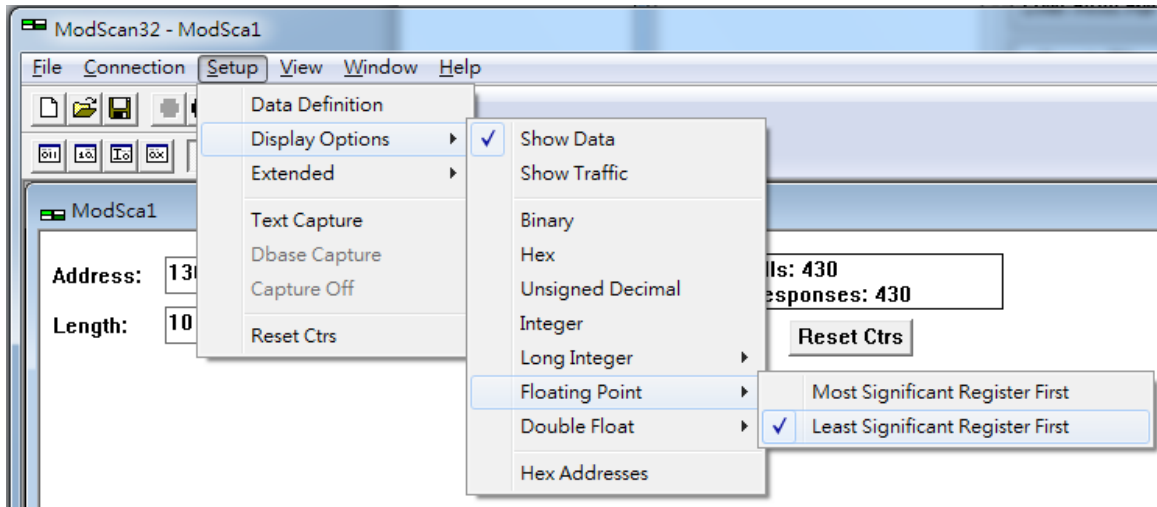 ModScan32 - ModSca1
File Connection Setup View Window Help
Data Definition
Display Options
Extended
Text Capture
Dbase Capture
Capture Off
Reset Ctrs
Show Data
Show Traffic
Binary
Hex
Unsigned Decimal
Integer
Long Integer
Floating Point
Double Float
Hex Addresses
Most Significant Register First
Least Significant Register First
ModSca1
Address:
Length: 10
: 430
: 430
Reset Ctrs